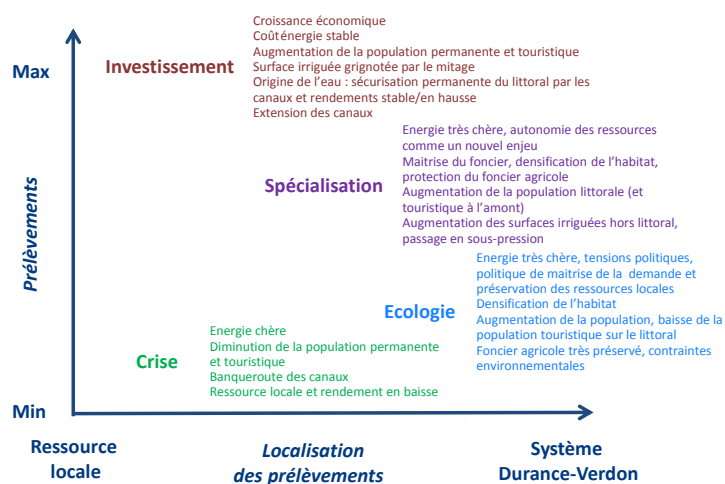 Croissance économique
Coût énergie stable
Augmentation de la population permanente et touristique
Surface irriguée grignotée par le mitage
Origine de l'eau : sécurisation permanente du littoral par les
canaux et rendements stable/en hausse
Extension des canaux
Max
Investissement
Energie très chère, autonomie des ressources
comme un nouvel enjeu
Maitrise du foncier, densification de l'habitat,
protection du foncier agricole
Augmentation de la population littorale (et
touristique à l'amont)
Augmentation des surfaces irriguées hors littoral,
passage en sous-pression
Spécialisation
Prélèvements
Energie très chère, tensions politiques,
politique de maitrise de la demande et
préservation des ressources locales
Densification de l'habitat
Augmentation de la population, baisse de la
population touristique sur le littoral
Foncier agricole très préservé, contraintes
environnementales
Ecologie
Energie chère
Diminution de la population permanente
et touristique
Banqueroute des canaux
Ressource locale et rendement en baisse
Crise
Min
Ressource
locale
Localisation
des prélèvements
Système
Durance-Verdon